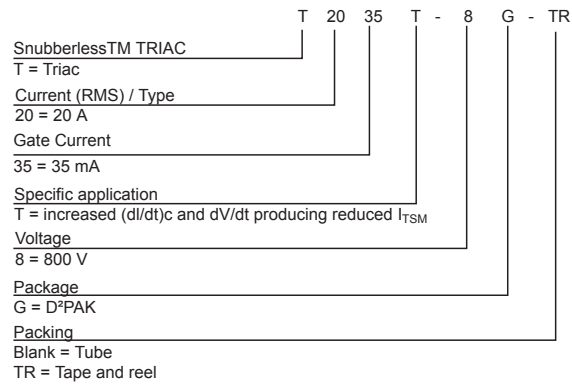 T 20 35 T - 8 G - TR
SnubberlessTM TRIAC
T = Triac
Current (RMS) / Type
20 = 20 A
Gate Current
35 = 35 mA
Specific application
T = increased (dI/dt)c and dV/dt producing reduced ITSM
Voltage
8 = 800 V
Package
G = D²PAK
Packing
Blank = Tube
TR = Tape and reel